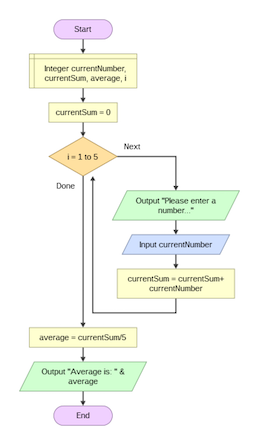 Start
Integer currentNumber,
currentSum, average, i
currentSum = 0
i = 1 to 5
Next
Done
Output "Please enter a
number..."
Input currentNumber
currentSum = currentSum+
currentNumber
average = currentSum/5
Output "Average is: " &
average
End